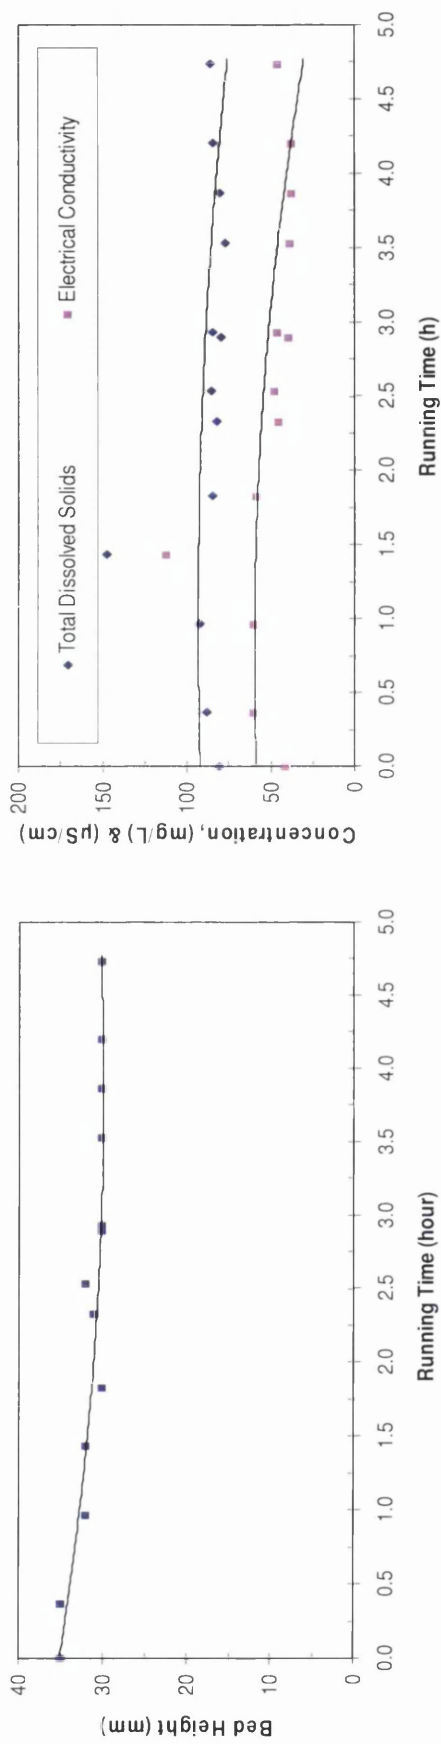 40
30
20
10
0
Bed Height (mm)
0.0 0.5 1.0 1.5 2.0 2.5 3.0 3.5 4.0 4.5 5.0
Running Time (hour)
Total Dissolved Solids Electrical Conductivity
200
150
100
50
0
Concentration, (mg/L) & (µS/cm)
0.0 0.5 1.0 1.5 2.0 2.5 3.0 3.5 4.0 4.5 5.0
Running Time (h)